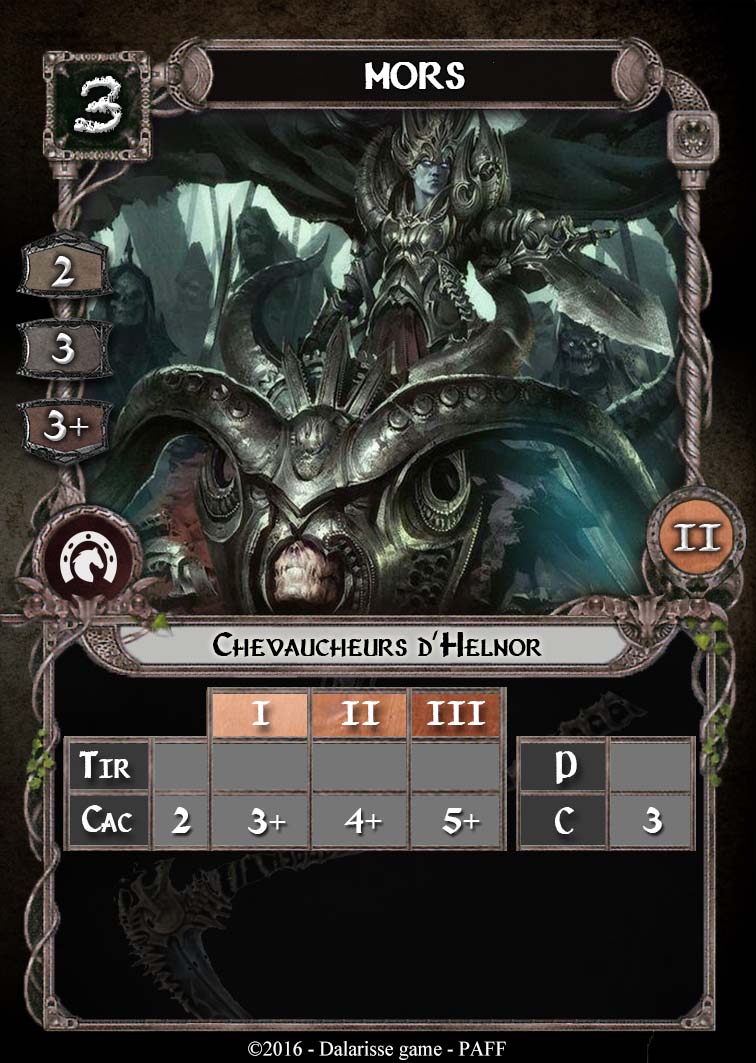 3
MORS
2
3
3+
II
CHEVAUCHEURS D'HELNOR
I II III
TIR P
CAC 2 3+ 4+ 5+ C 3
©2016 - Dalarisse game - PAFF